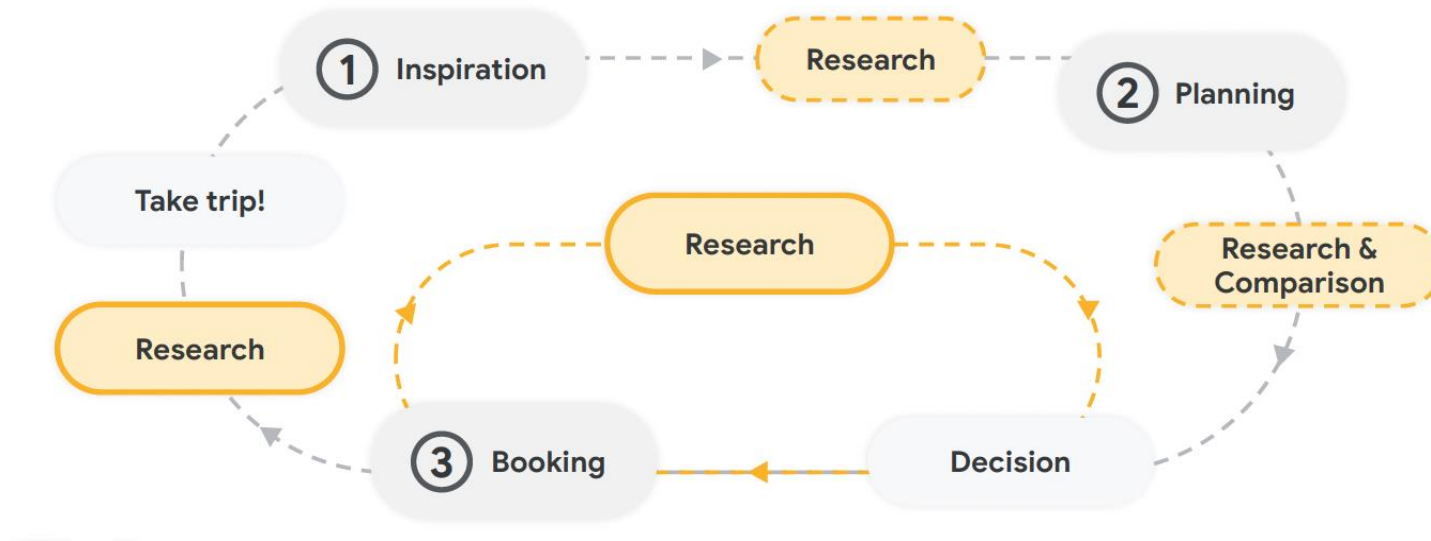 1 Inspiration
Research
2 Planning
Take trip!
Research
Research &
Comparison
Research
3 Booking
Decision